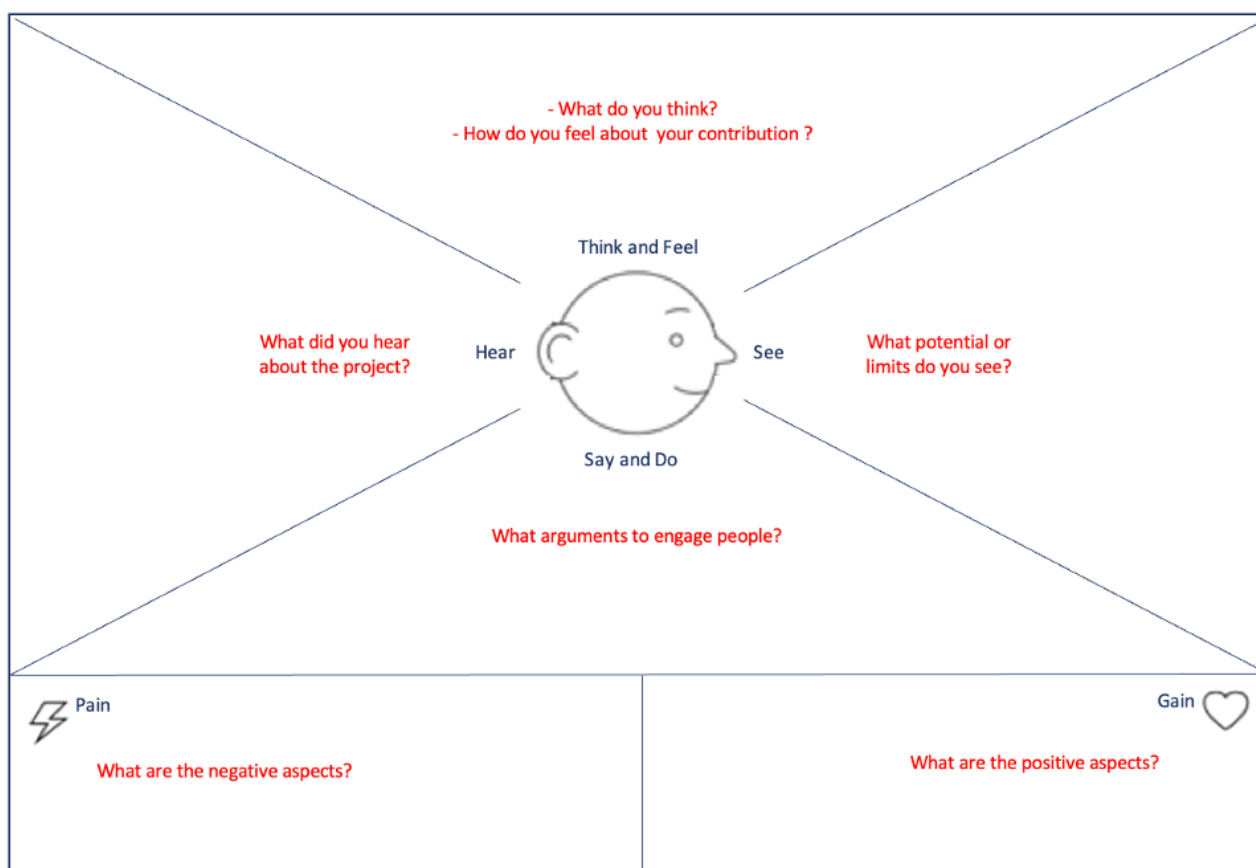 - What do you think?
- How do you feel about your contribution ?
Think and Feel
What did you hear
about the project?
Hear
See
What potential or
limits do you see?
Say and Do
What arguments to engage people?
Pain
What are the negative aspects?
Gain
What are the positive aspects?